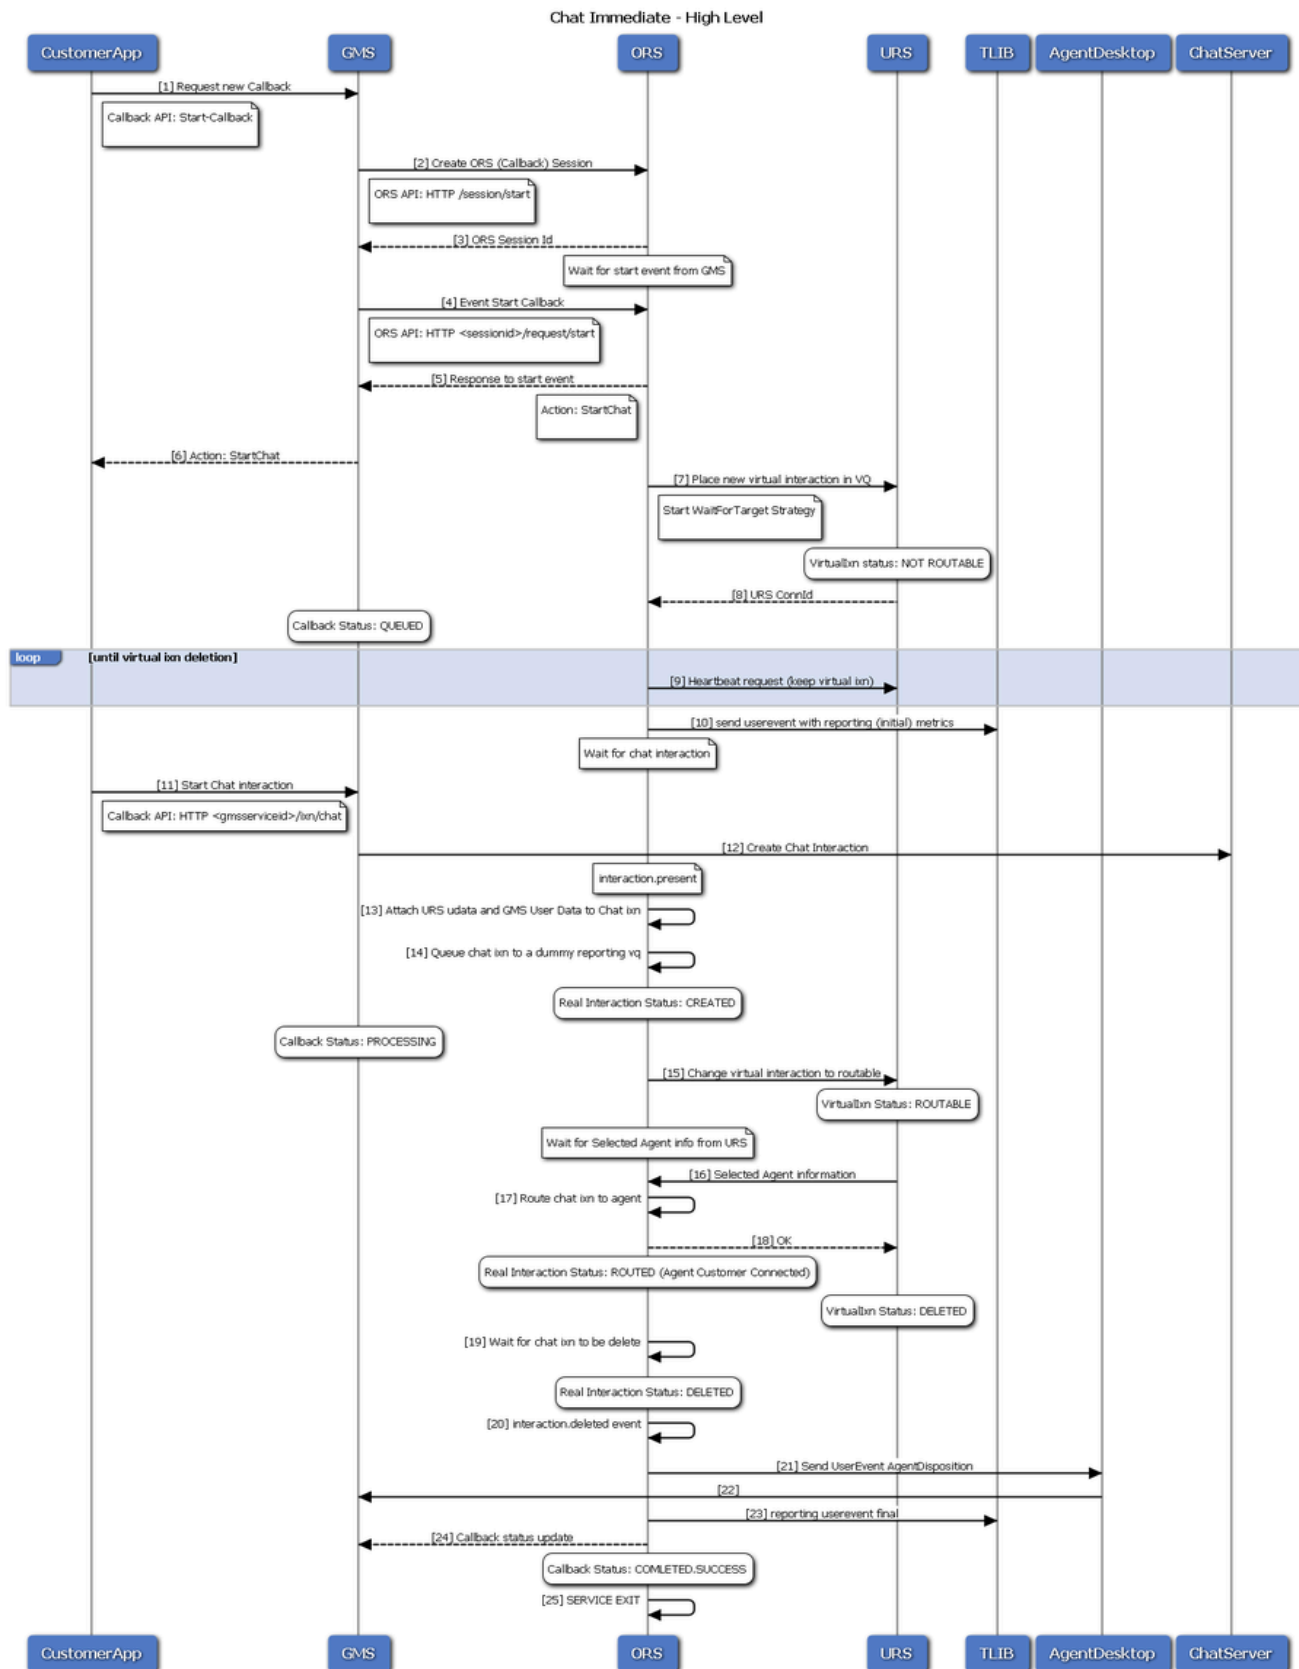 Chat Immediate - High Level
CustomerApp GMS ORS URS TLIB AgentDesktop ChatServer
[1] Request new Callback
Callback API: Start-Callback
[2] Create ORS (Callback) Session
ORS API: HTTP /session/start
[3] ORS Session Id
Wait for start event from GMS
[4] Event Start Callback
ORS API: HTTP <sessionid>/request/start
[5] Response to start event
Action: StartChat
[6] Action: StartChat
[7] Place new virtual interaction in VQ
Start WaitForTarget Strategy
VirtualIxn status: NOT ROUTABLE
[8] URS ConnId
Callback Status: QUEUED
loop [until virtual ixn deletion]
[9] Heartbeat request (keep virtual ixn)
[10] send userevent with reporting (initial) metrics
Wait for chat interaction
[11] Start Chat interaction
Callback API: HTTP <gmsserviceid>/ixn/chat
[12] Create Chat Interaction
interaction.present
[13] Attach URS udata and GMS User Data to Chat ixn
[14] Queue chat ixn to a dummy reporting vq
Real Interaction Status: CREATED
Callback Status: PROCESSING
[15] Change virtual interaction to routable
VirtualIxn Status: ROUTABLE
Wait for Selected Agent info from URS
[16] Selected Agent information
[17] Route chat ixn to agent
[18] OK
Real Interaction Status: ROUTED (Agent Customer Connected)
VirtualIxn Status: DELETED
[19] Wait for chat ixn to be delete
Real Interaction Status: DELETED
[20] interaction.deleted event
[21] Send UserEvent AgentDisposition
[22]
[23] reporting userevent final
[24] Callback status update
Callback Status: COMLETED.SUCCESS
[25] SERVICE EXIT
CustomerApp GMS ORS URS TLIB AgentDesktop ChatServer